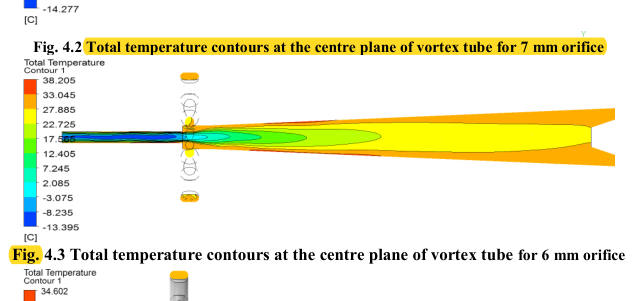 -14.277
[C]
Fig. 4.2 Total temperature contours at the centre plane of vortex tube for 7 mm orifice
Y
Total Temperature
Contour 1
38.205
33.045
27.885
22.725
17.565
12.405
7.245
2.085
-3.075
-8.235
-13.395
[C]
Fig. 4.3 Total temperature contours at the centre plane of vortex tube for 6 mm orifice
Total Temperature
Contour 1
34.602